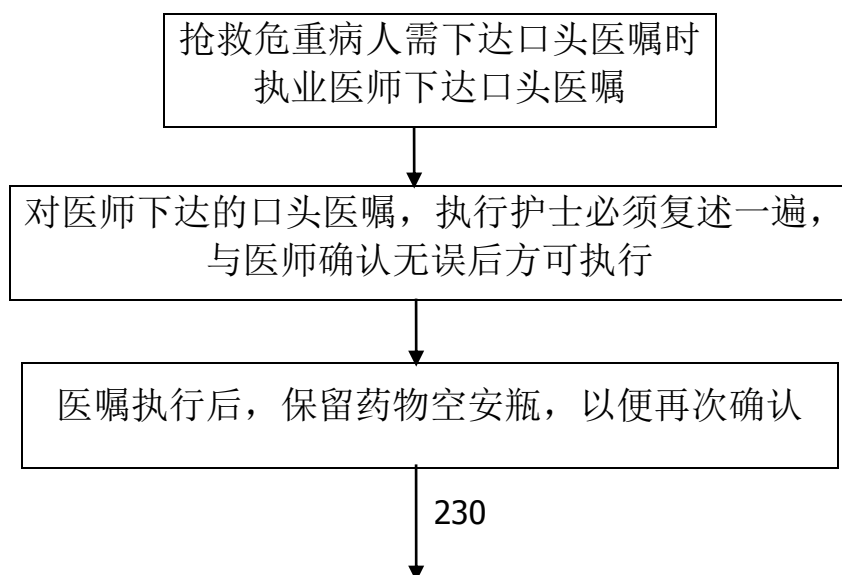 抢救危重病人需下达口头医嘱时
执业医师下达口头医嘱
对医师下达的口头医嘱，执行护士必须复述一遍，
与医师确认无误后方可执行
医嘱执行后，保留药物空安瓶，以便再次确认
230